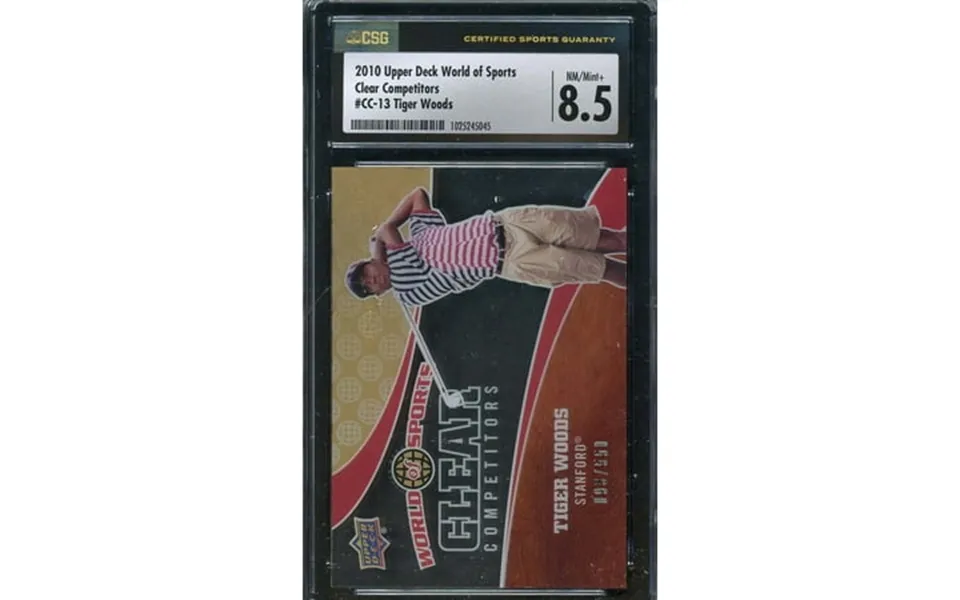 CSG
CERTIFIED SPORTS GUARANTY
2010 Upper Deck World of Sports
Clear Competitors
#CC-13 Tiger Woods
NM/Mint+
8.5
1025245045
UPPER DECK
WORLD of SPORTS
CLEAR
COMPETITORS
TIGER WOODS
STANFORD®